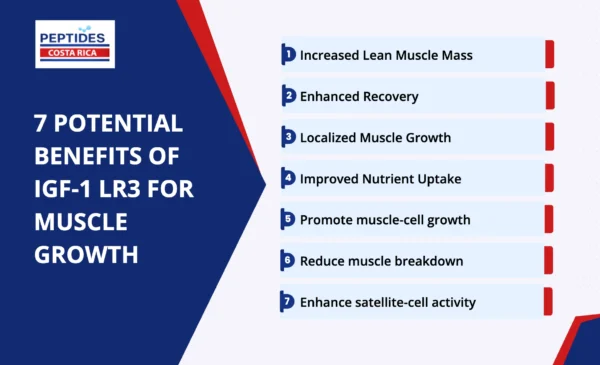 PEPTIDES
COSTA RICA
7 POTENTIAL
BENEFITS OF
IGF-1 LR3 FOR
MUSCLE
GROWTH
1 Increased Lean Muscle Mass
2 Enhanced Recovery
3 Localized Muscle Growth
4 Improved Nutrient Uptake
5 Promote muscle-cell growth
6 Reduce muscle breakdown
7 Enhance satellite-cell activity